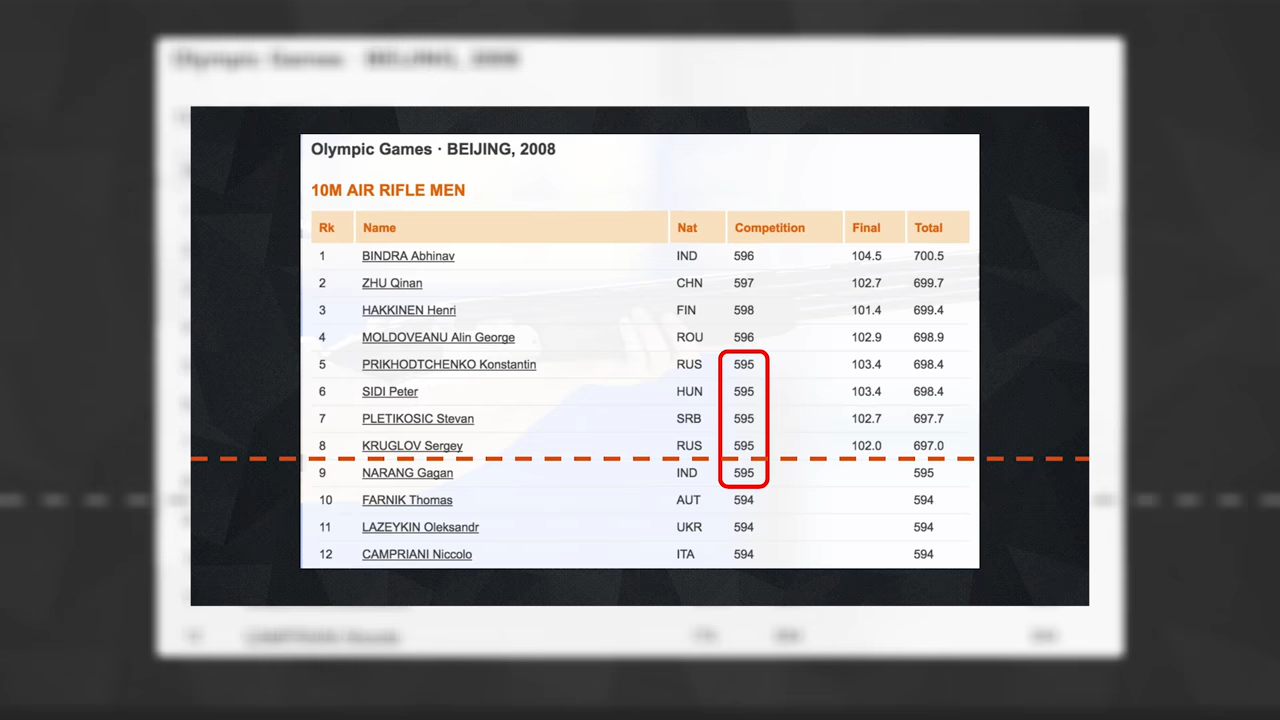 Olympic Games · BEIJING, 2008
Olympic Games · BEIJING, 2008
10M AIR RIFLE MEN
Rk Name Nat Competition Final Total
1 BINDRA Abhinav IND 596 104.5 700.5
2 ZHU Qinan CHN 597 102.7 699.7
3 HAKKINEN Henri FIN 598 101.4 699.4
4 MOLDOVEANU Alin George ROU 596 102.9 698.9
5 PRIKHODTCHENKO Konstantin RUS 595 103.4 698.4
6 SIDI Peter HUN 595 103.4 698.4
7 PLETIKOSIC Stevan SRB 595 102.7 697.7
8 KRUGLOV Sergey RUS 595 102.0 697.0
9 NARANG Gagan IND 595 595
10 FARNIK Thomas AUT 594 594
11 LAZEYKIN Oleksandr UKR 594 594
12 CAMPRIANI Niccolo ITA 594 594